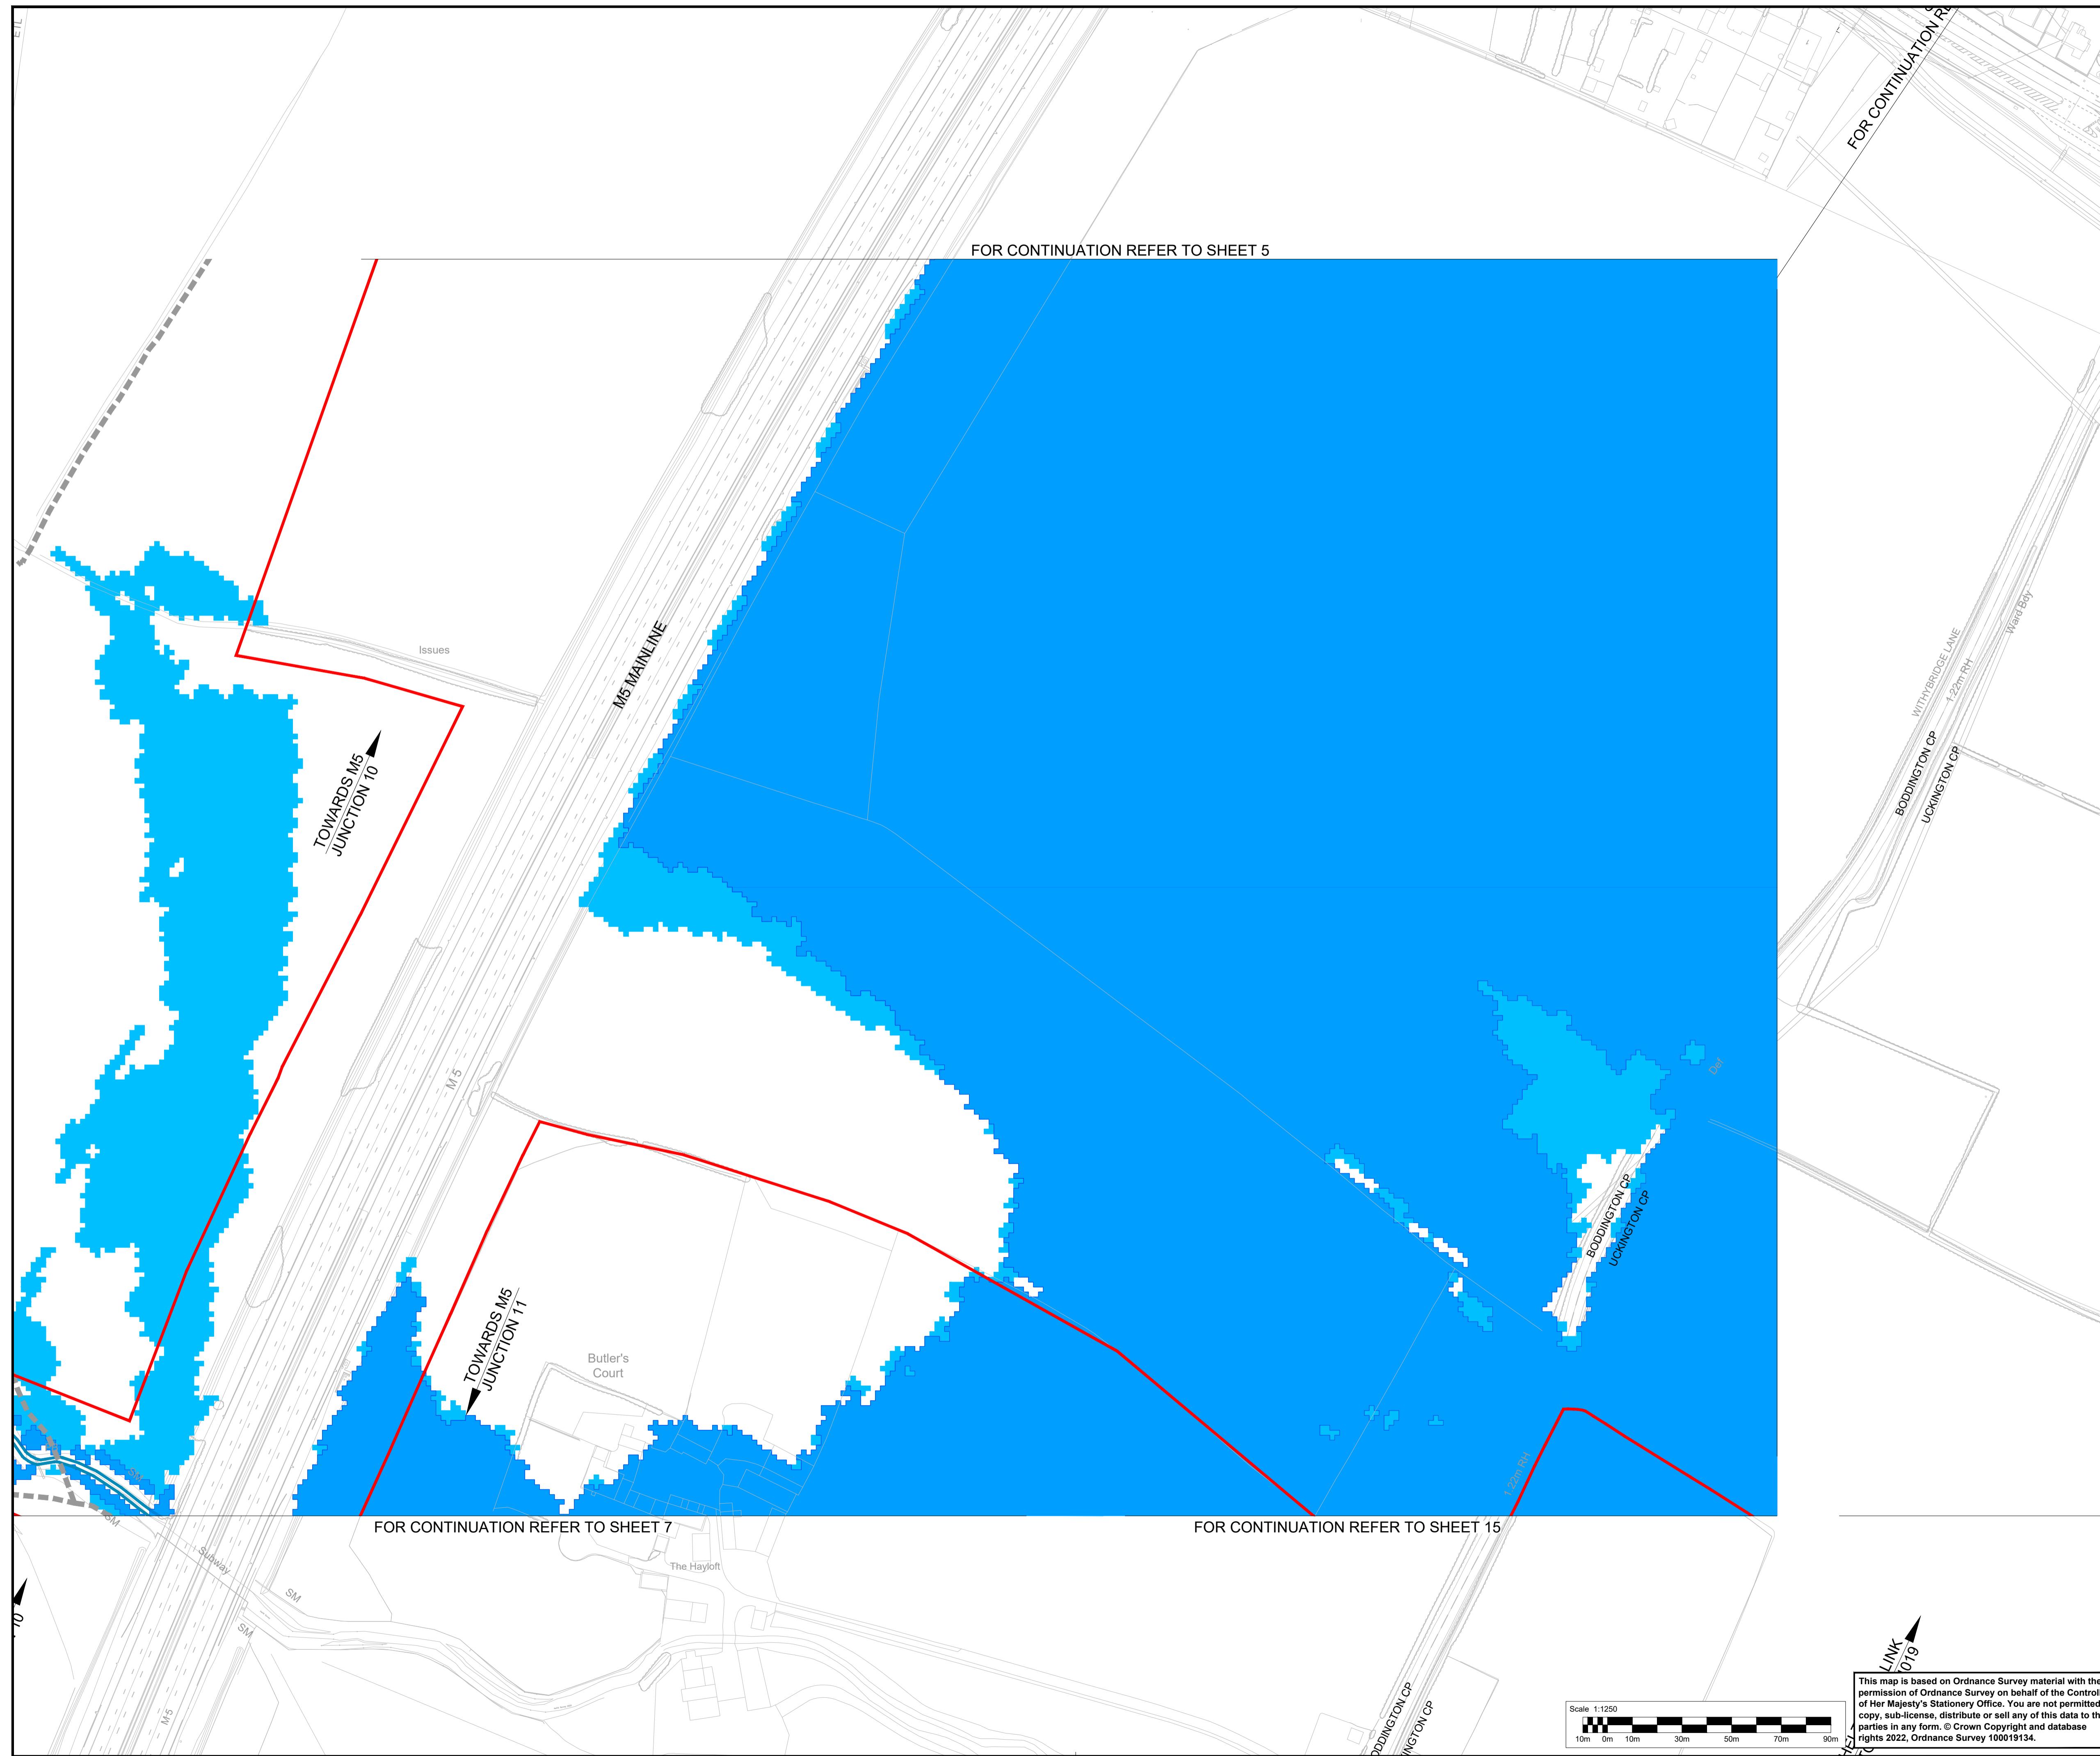 ETL
FOR CONTINUATION
FOR CONTINUATION REFER TO SHEET 5
Issues
M5 MAINLINE
TOWARDS M5
JUNCTION 10
WITHYBRIDGE LANE
1.22m RH
Ward Bdy
BODDINGTON CP
UCKINGTON CP
M 5
Def
BODDINGTON CP
UCKINGTON CP
TOWARDS M5
JUNCTION 11
Butler's
Court
1.22m RH
SM
SM
FOR CONTINUATION REFER TO SHEET 7
FOR CONTINUATION REFER TO SHEET 15
Subway
The Hayloft
SM
SM
10
M 5
LINK
Scale 1:1250
10m 0m 10m 30m 50m 70m 90m
This map is based on Ordnance Survey material with the
permission of Ordnance Survey on behalf of the
of Her Majesty's Stationery Office. You are not permitted
copy, sub-license, distribute or sell any of this data to
parties in any form. © Crown Copyright and database
rights 2022, Ordnance Survey 100019134.